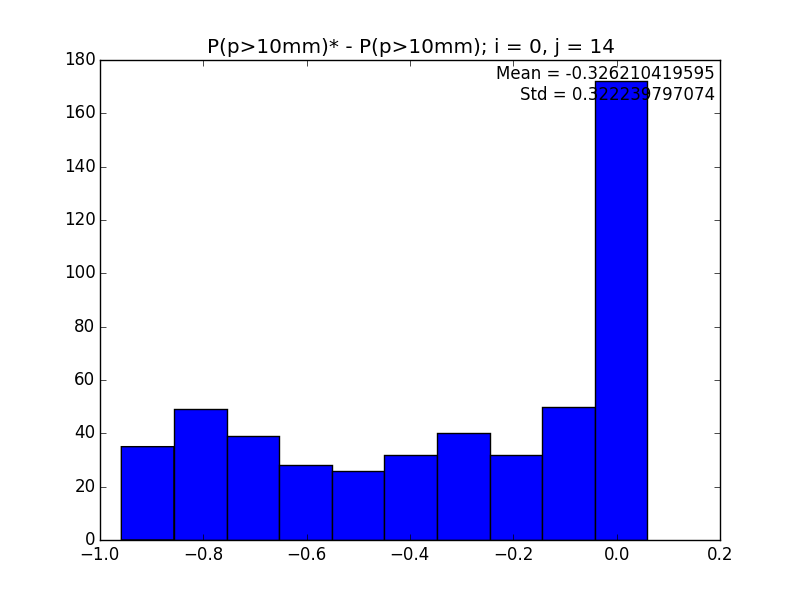 P(p>10mm)* - P(p>10mm); i = 0, j = 14
180
Mean = -0.326210419595
Std = 0.322239797074
160
140
120
100
80
60
40
20
0
−1.0 −0.8 −0.6 −0.4 −0.2 0.0 0.2